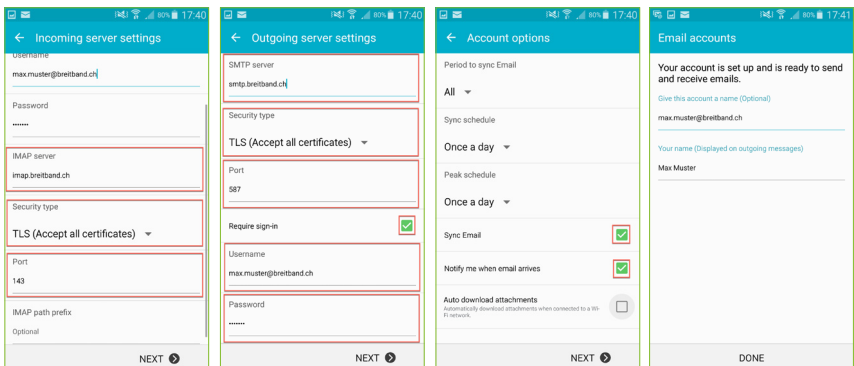 80% 17:40
Incoming server settings
Username
max.muster@breitband.ch
Password
•••••••
IMAP server
imap.breitband.ch
Security type
TLS (Accept all certificates)
Port
143
IMAP path prefix
Optional
NEXT
80% 17:40
Outgoing server settings
SMTP server
smtp.breitband.ch
Security type
TLS (Accept all certificates)
Port
587
Require sign-in
Username
max.muster@breitband.ch
Password
•••••••
NEXT
80% 17:40
Account options
Period to sync Email
All
Sync schedule
Once a day
Peak schedule
Once a day
Sync Email
Notify me when email arrives
Auto download attachments
Automatically download attachments when connected to a Wi-
Fi network.
NEXT
80% 17:41
Email accounts
Your account is set up and is ready to send
and receive emails.
Give this account a name (Optional)
max.muster@breitband.ch
Your name (Displayed on outgoing messages)
Max Muster
DONE